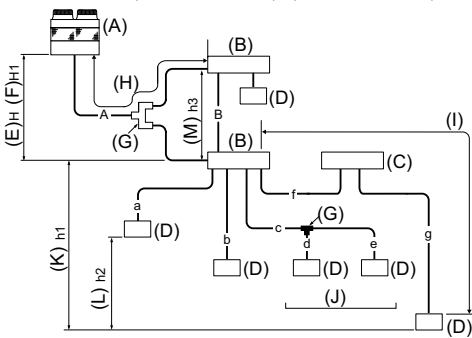 (A)
(B)
(H)
(D)
(E) H (F) H1
A
(G)
(M) h3
B
(I)
(B)
(C)
a
f
(G)
(D)
c
g
b
d
e
(K) h1
(L) h2
(D)
(D)
(D)
(J)
(D)